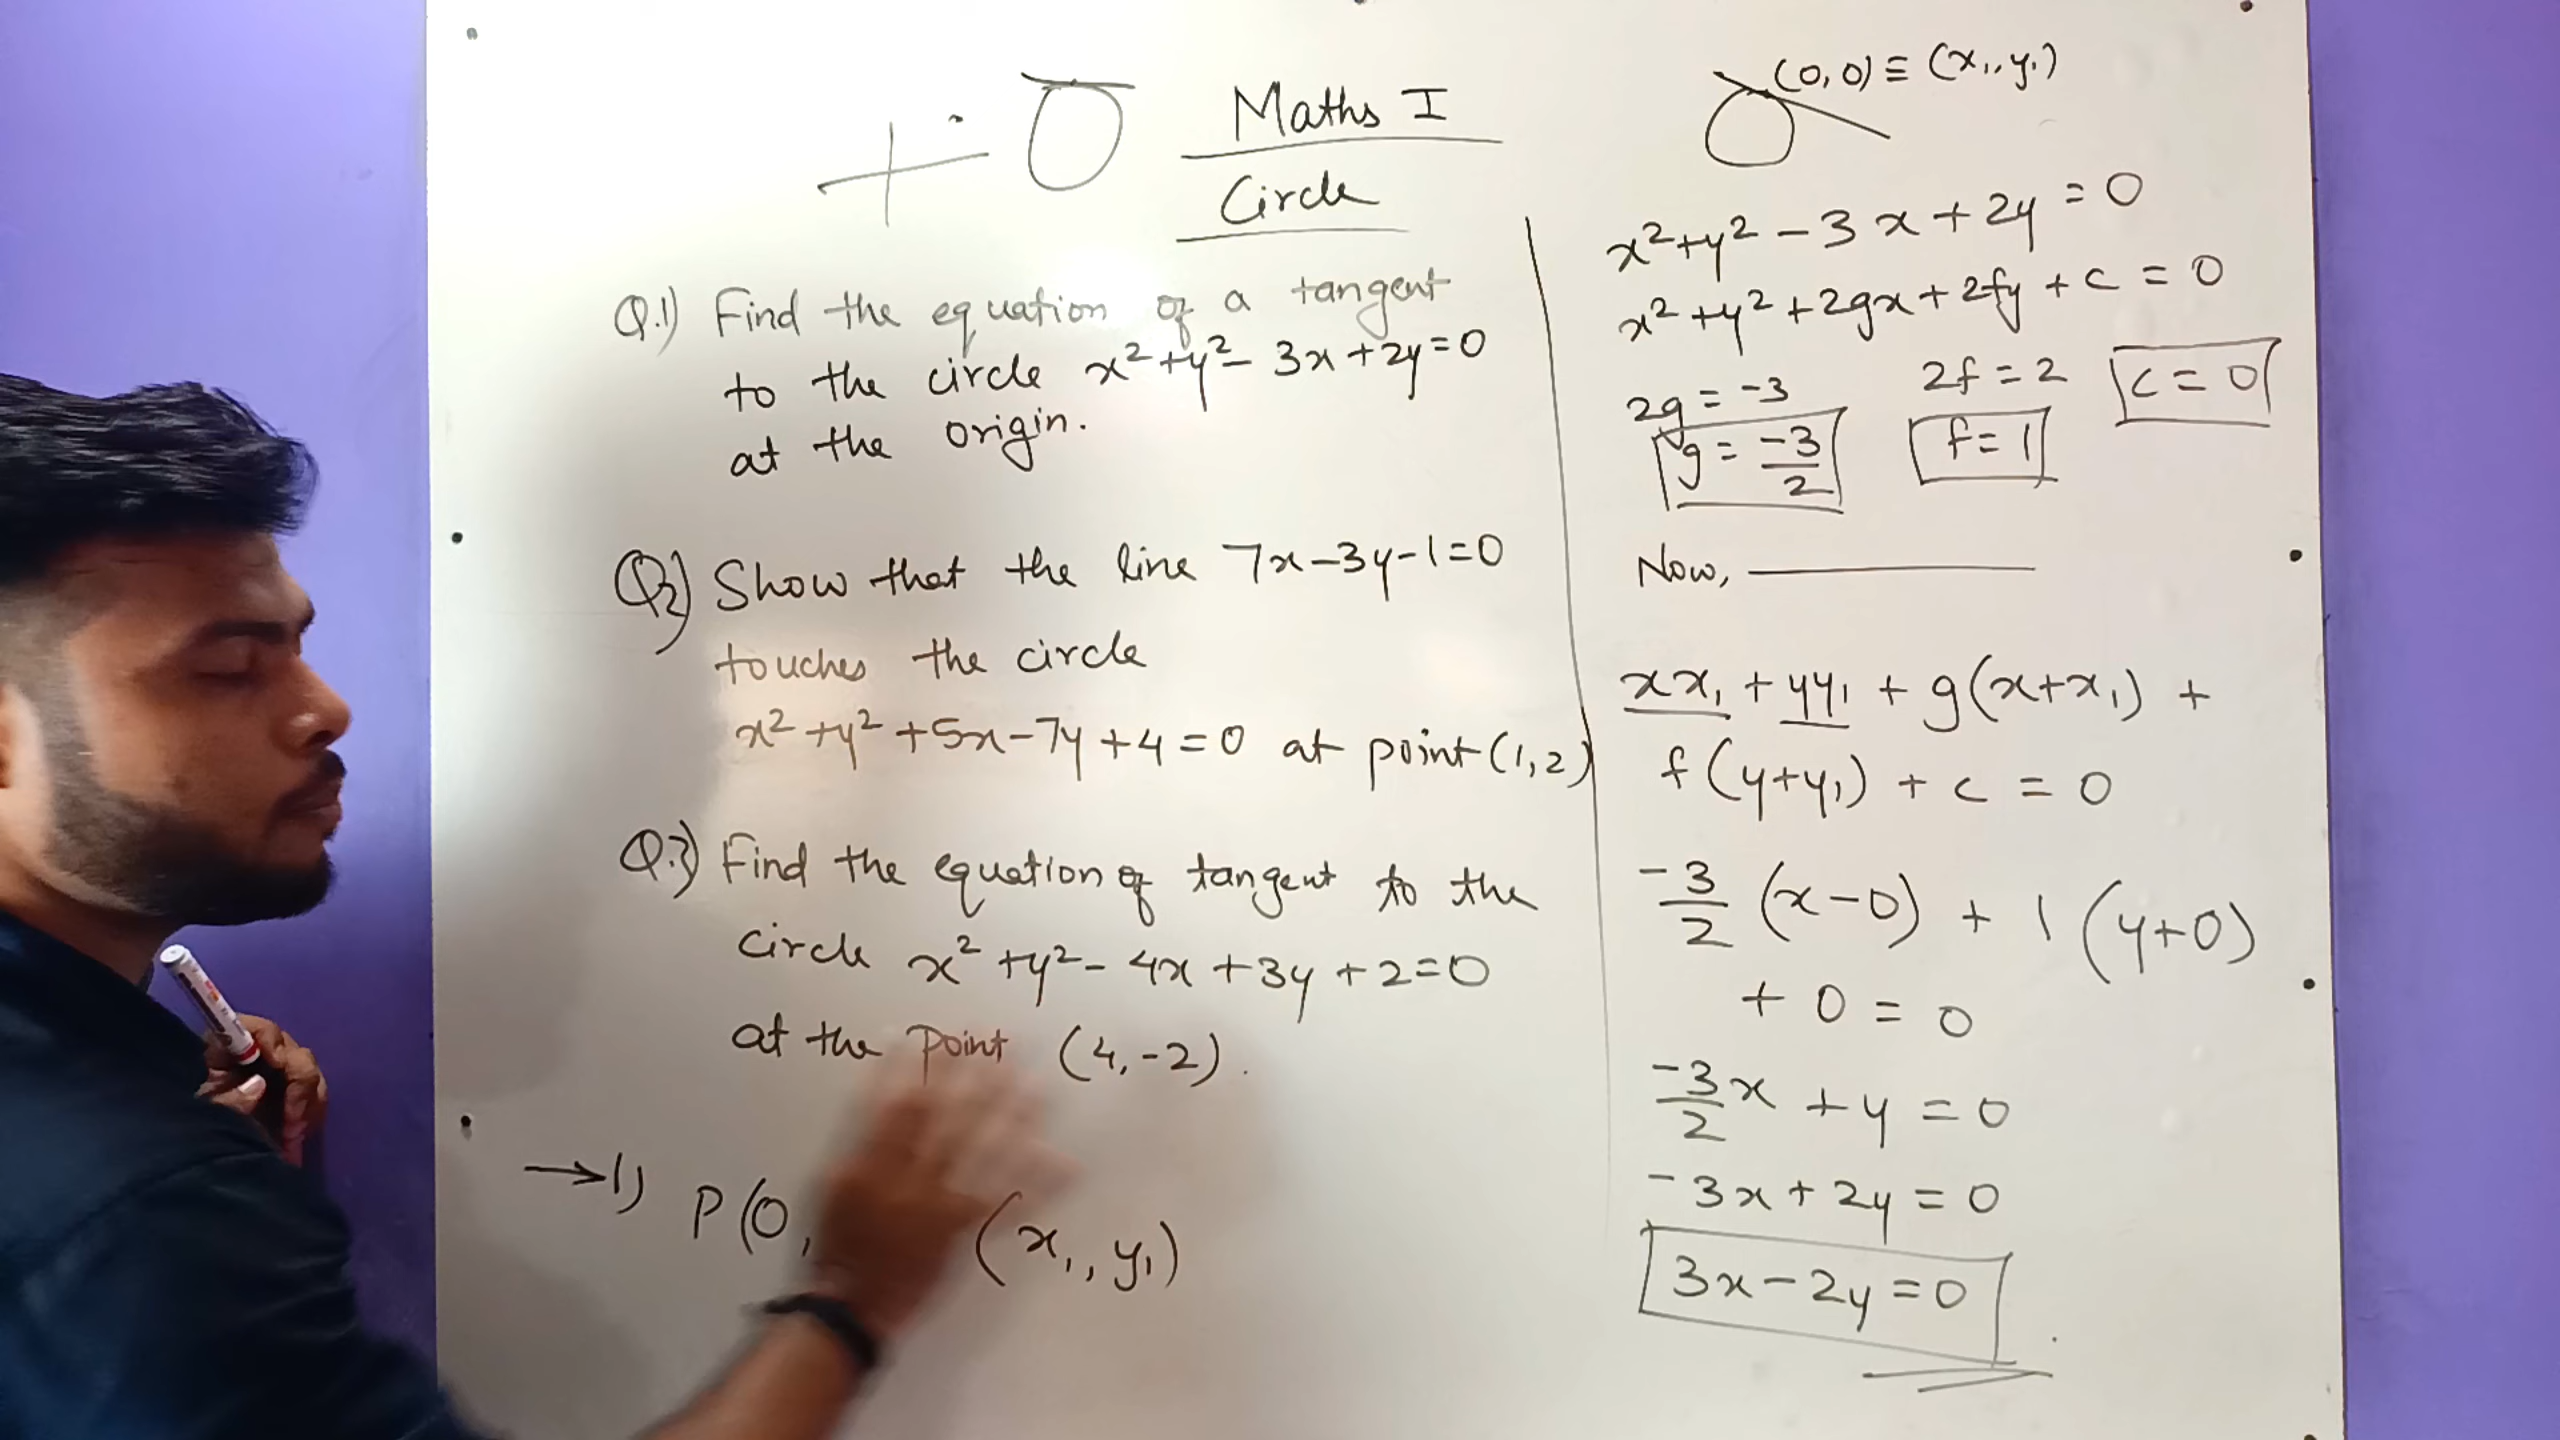 Maths I
Circle
Q.1) Find the equation of a tangent
to the circle x²+y²- 3x+2y=0
at the origin.
Q2) Show that the line 7x-3y-1=0
touches the circle
x²+y²+5x-7y+4=0 at point (1,2)
Q.3) Find the equation of tangent to the
circle x²+y²- 4x+3y+2=0
at the point (4,-2).
→1) P(0, (x₁, y₁)
(0,0) ≡ (x₁, y₁)
x²+y²-3x+2y=0
x²+y²+2gx+2fy+c=0
2g=-3 2f=2 c=0
g=-3/2 f=1
Now,
xx₁+yy₁+g(x+x₁)+
f(y+y₁)+c=0
-3/2 (x-0)+1(y+0)
+0=0
-3/2 x+y=0
-3x+2y=0
3x-2y=0